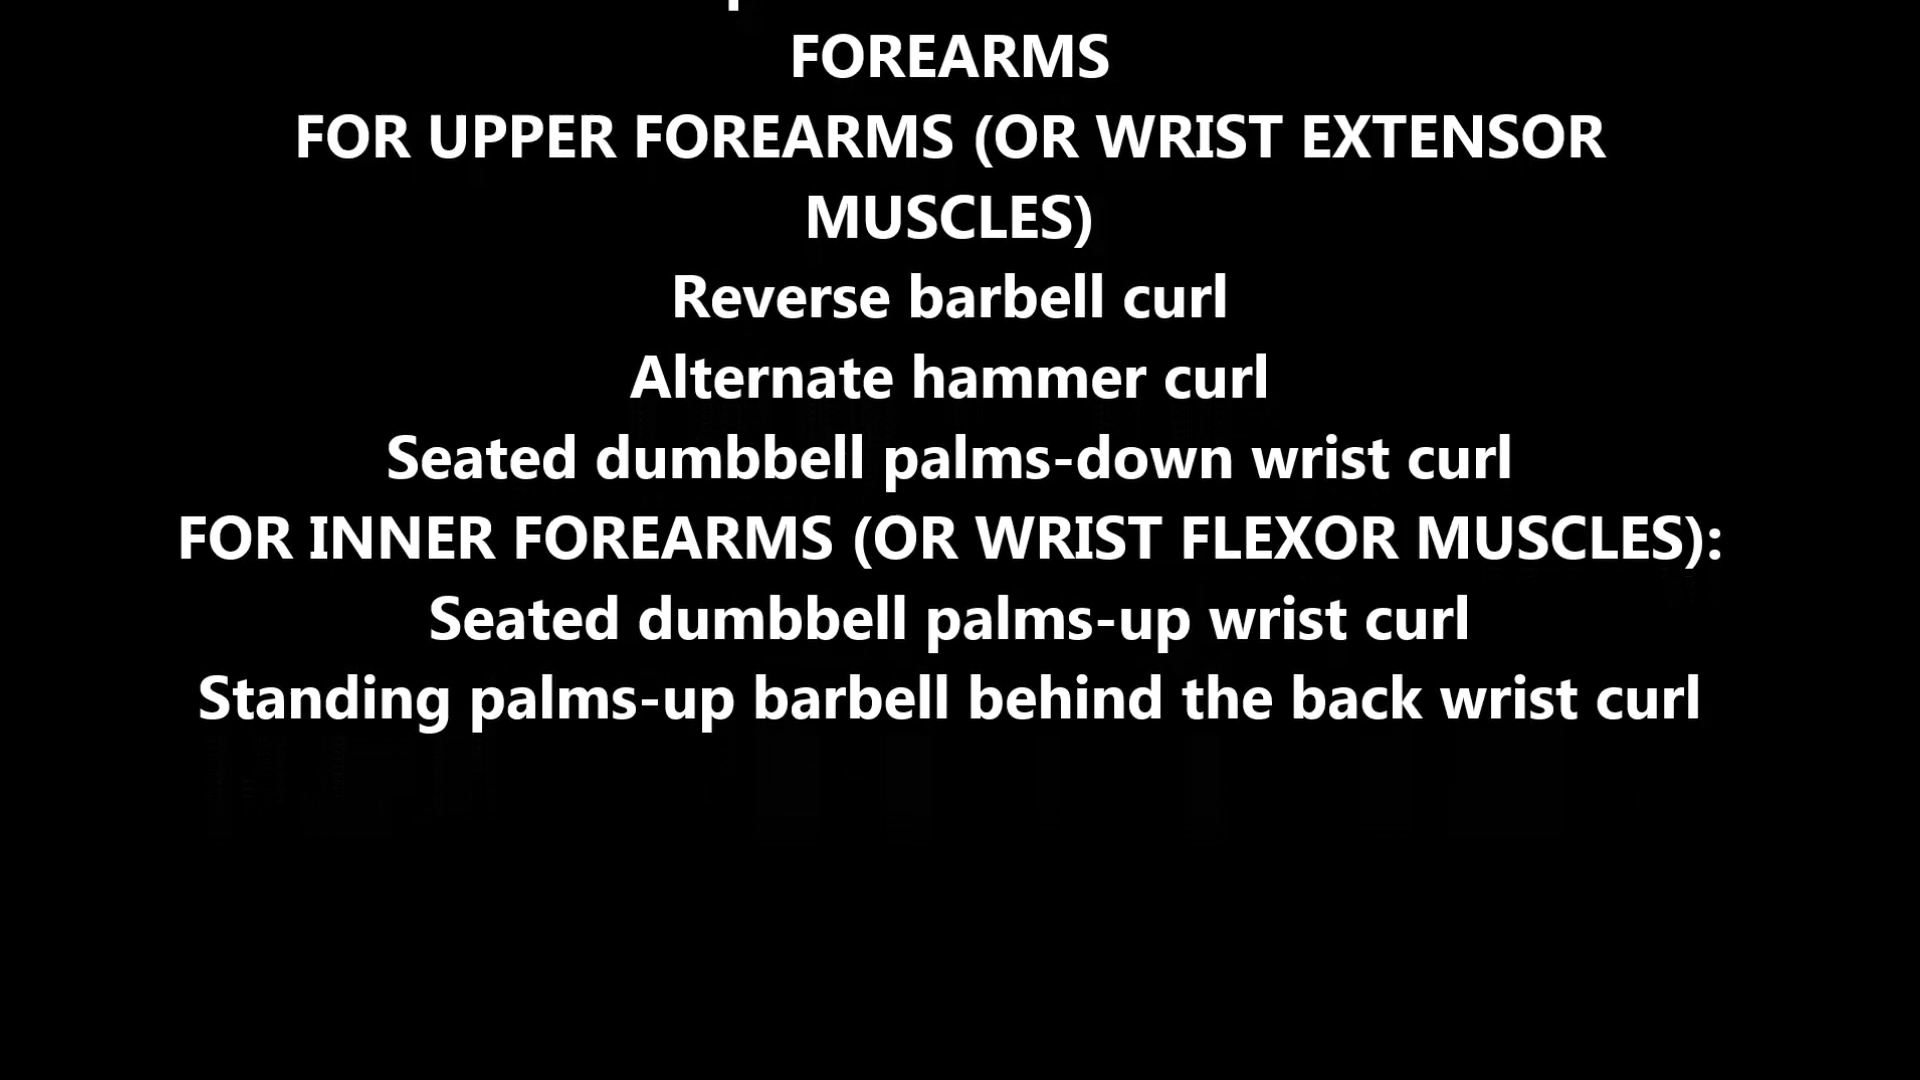 FOREARMS
FOR UPPER FOREARMS (OR WRIST EXTENSOR
MUSCLES)
Reverse barbell curl
Alternate hammer curl
Seated dumbbell palms-down wrist curl
FOR INNER FOREARMS (OR WRIST FLEXOR MUSCLES):
Seated dumbbell palms-up wrist curl
Standing palms-up barbell behind the back wrist curl